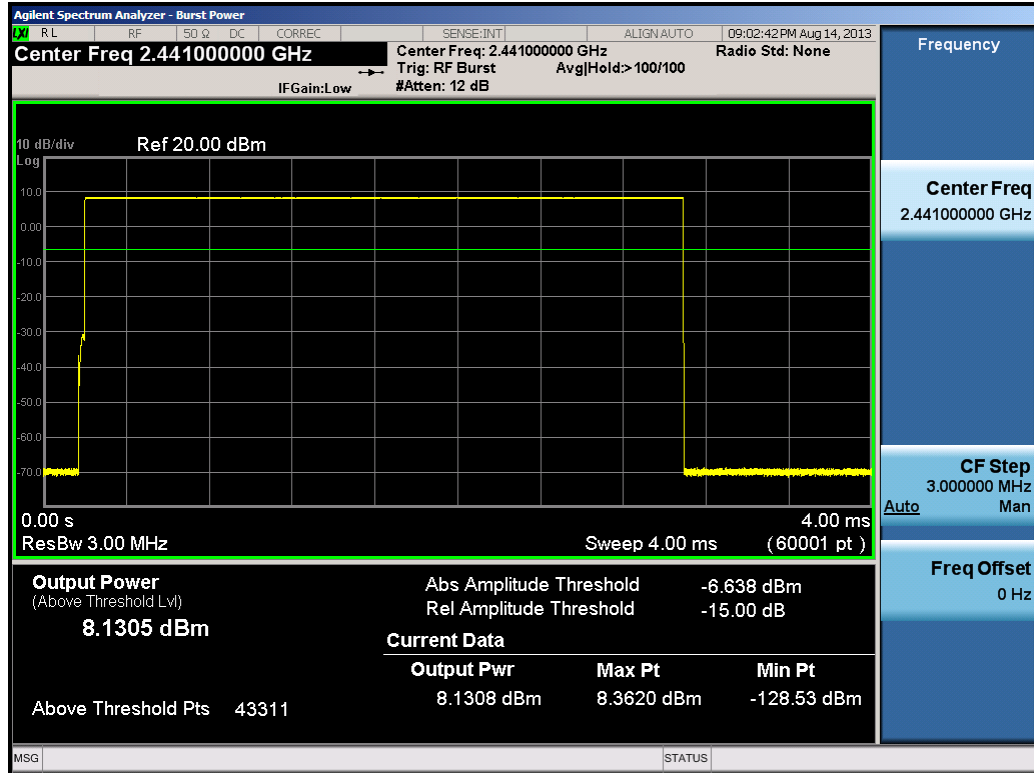 Agilent Spectrum Analyzer - Burst Power
LXI RL RF 50 Ω DC CORREC SENSE:INT ALIGN AUTO 09:02:42 PM Aug 14, 2013
Center Freq 2.441000000 GHz
IFGain:Low
Center Freq: 2.441000000 GHz
Trig: RF Burst Avg|Hold:>100/100
#Atten: 12 dB
Radio Std: None
Frequency
10 dB/div Ref 20.00 dBm
Log
10.0
0.00
-10.0
-20.0
-30.0
-40.0
-50.0
-60.0
-70.0
0.00 s 4.00 ms
ResBw 3.00 MHz Sweep 4.00 ms (60001 pt )
Center Freq
2.441000000 GHz
CF Step
3.000000 MHz
Auto Man
Freq Offset
0 Hz
Output Power
(Above Threshold Lvl)
8.1305 dBm
Above Threshold Pts 43311
Abs Amplitude Threshold -6.638 dBm
Rel Amplitude Threshold -15.00 dB
Current Data
Output Pwr Max Pt Min Pt
8.1308 dBm 8.3620 dBm -128.53 dBm
MSG STATUS